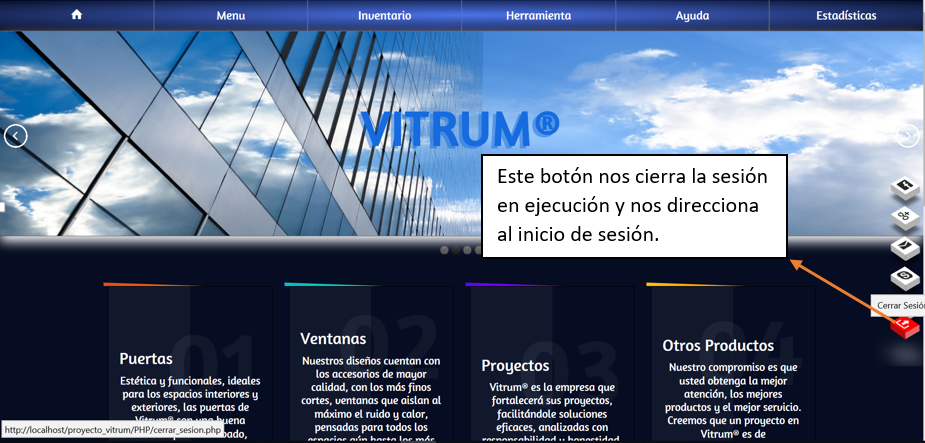 Menu
Inventario
Herramienta
Ayuda
Estadísticas
VITRUM®
Este botón nos cierra la sesión
en ejecución y nos direcciona
al inicio de sesión.
Cerrar Sesión
01
Puertas
Estética y funcionales, ideales
para los espacios interiores y
exteriores, las puertas de
Vitrum® son una buena
02
Ventanas
Nuestros diseños cuentan con
los accesorios de mayor
calidad, con los más finos
cortes, ventanas que aislan al
máximo el ruido y calor,
pensadas para todos los
espacios aún hasta los más
03
Proyectos
Vitrum® es la empresa que
fortalecerá sus proyectos,
facilitándole soluciones
eficaces, analizadas con
responsabilidad y honestidad
04
Otros Productos
Nuestro compromiso es que
usted obtenga la mejor
atención, los mejores
productos y el mejor servicio.
Creemos que un proyecto en
Vitrum® es de
http://localhost/proyecto_vitrum/PHP/cerrar_sesion.php